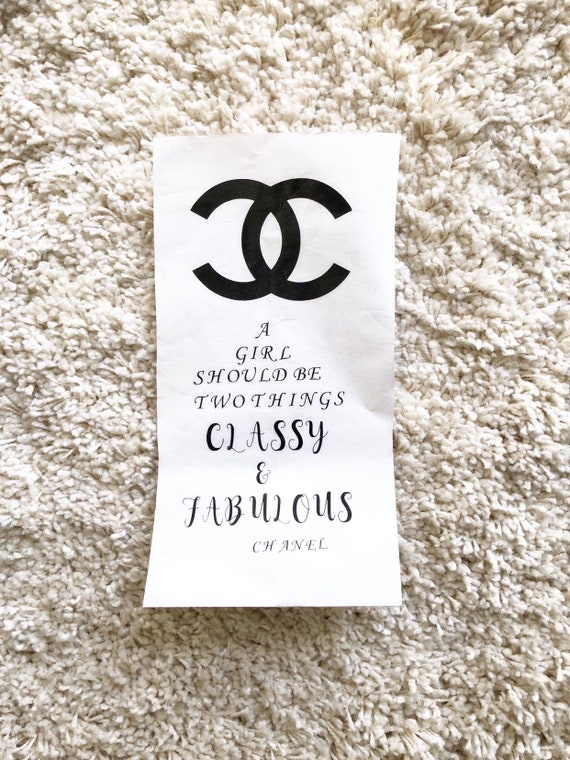 A
GIRL
SHOULD BE
TWO THINGS
CLASSY
&
FABULOUS
CHANEL